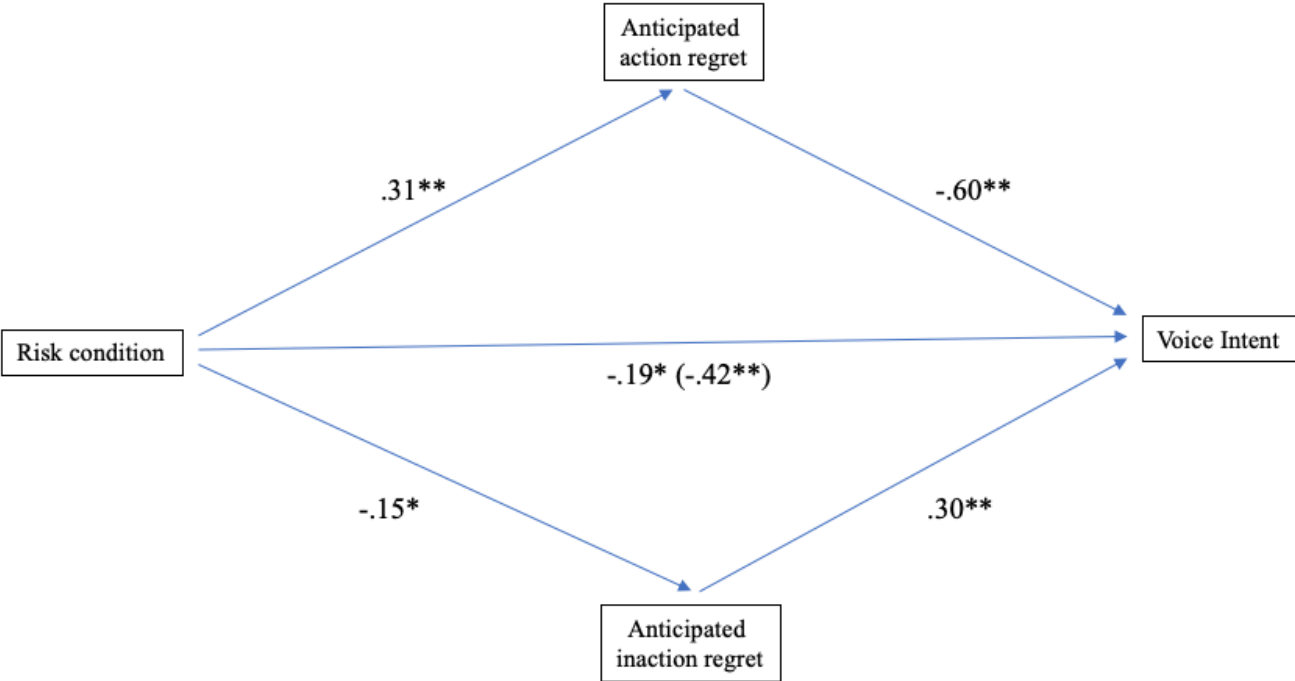 Anticipated
action regret
.31**
-.60**
Risk condition
Voice Intent
-.19* (-.42**)
-.15*
.30**
Anticipated
inaction regret